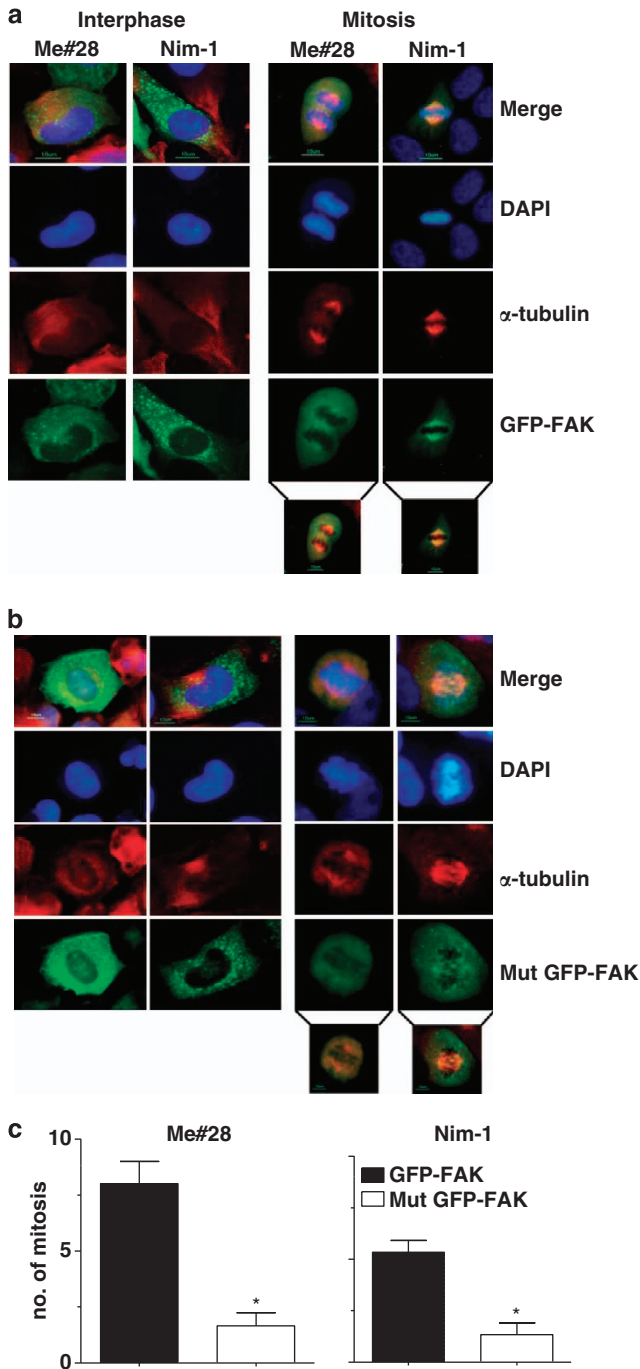 a
Interphase Mitosis
Me#28 Nim-1 Me#28 Nim-1
Merge
DAPI
α-tubulin
GFP-FAK
b
Merge
DAPI
α-tubulin
Mut GFP-FAK
c
Me#28 Nim-1
10
5
0
no. of mitosis
GFP-FAK
Mut GFP-FAK
*
*